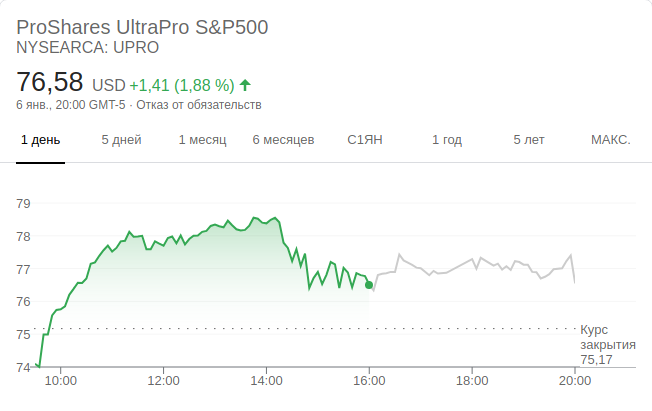 ProShares UltraPro S&P500
NYSEARCA: UPRO
76,58 USD +1,41 (1,88 %)
6 янв., 20:00 GMT-5 · Отказ от обязательств
1 день 5 дней 1 месяц 6 месяцев С1ЯН 1 год 5 лет МАКС.
79
78
77
76
75
74
Курс
закрытия
75,17
10:00 12:00 14:00 16:00 18:00 20:00